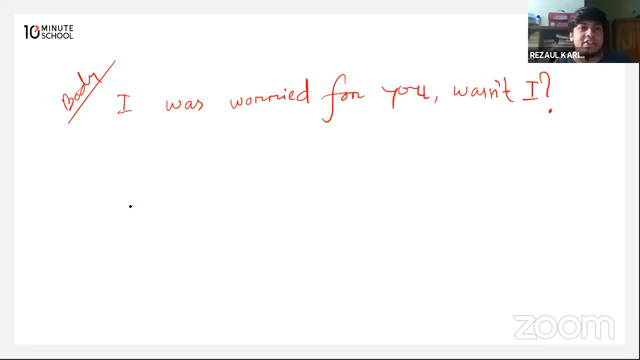 10 MINUTE
SCHOOL
REZAUL KARI...
Body
I was worried for you, wasn't I?
zoom